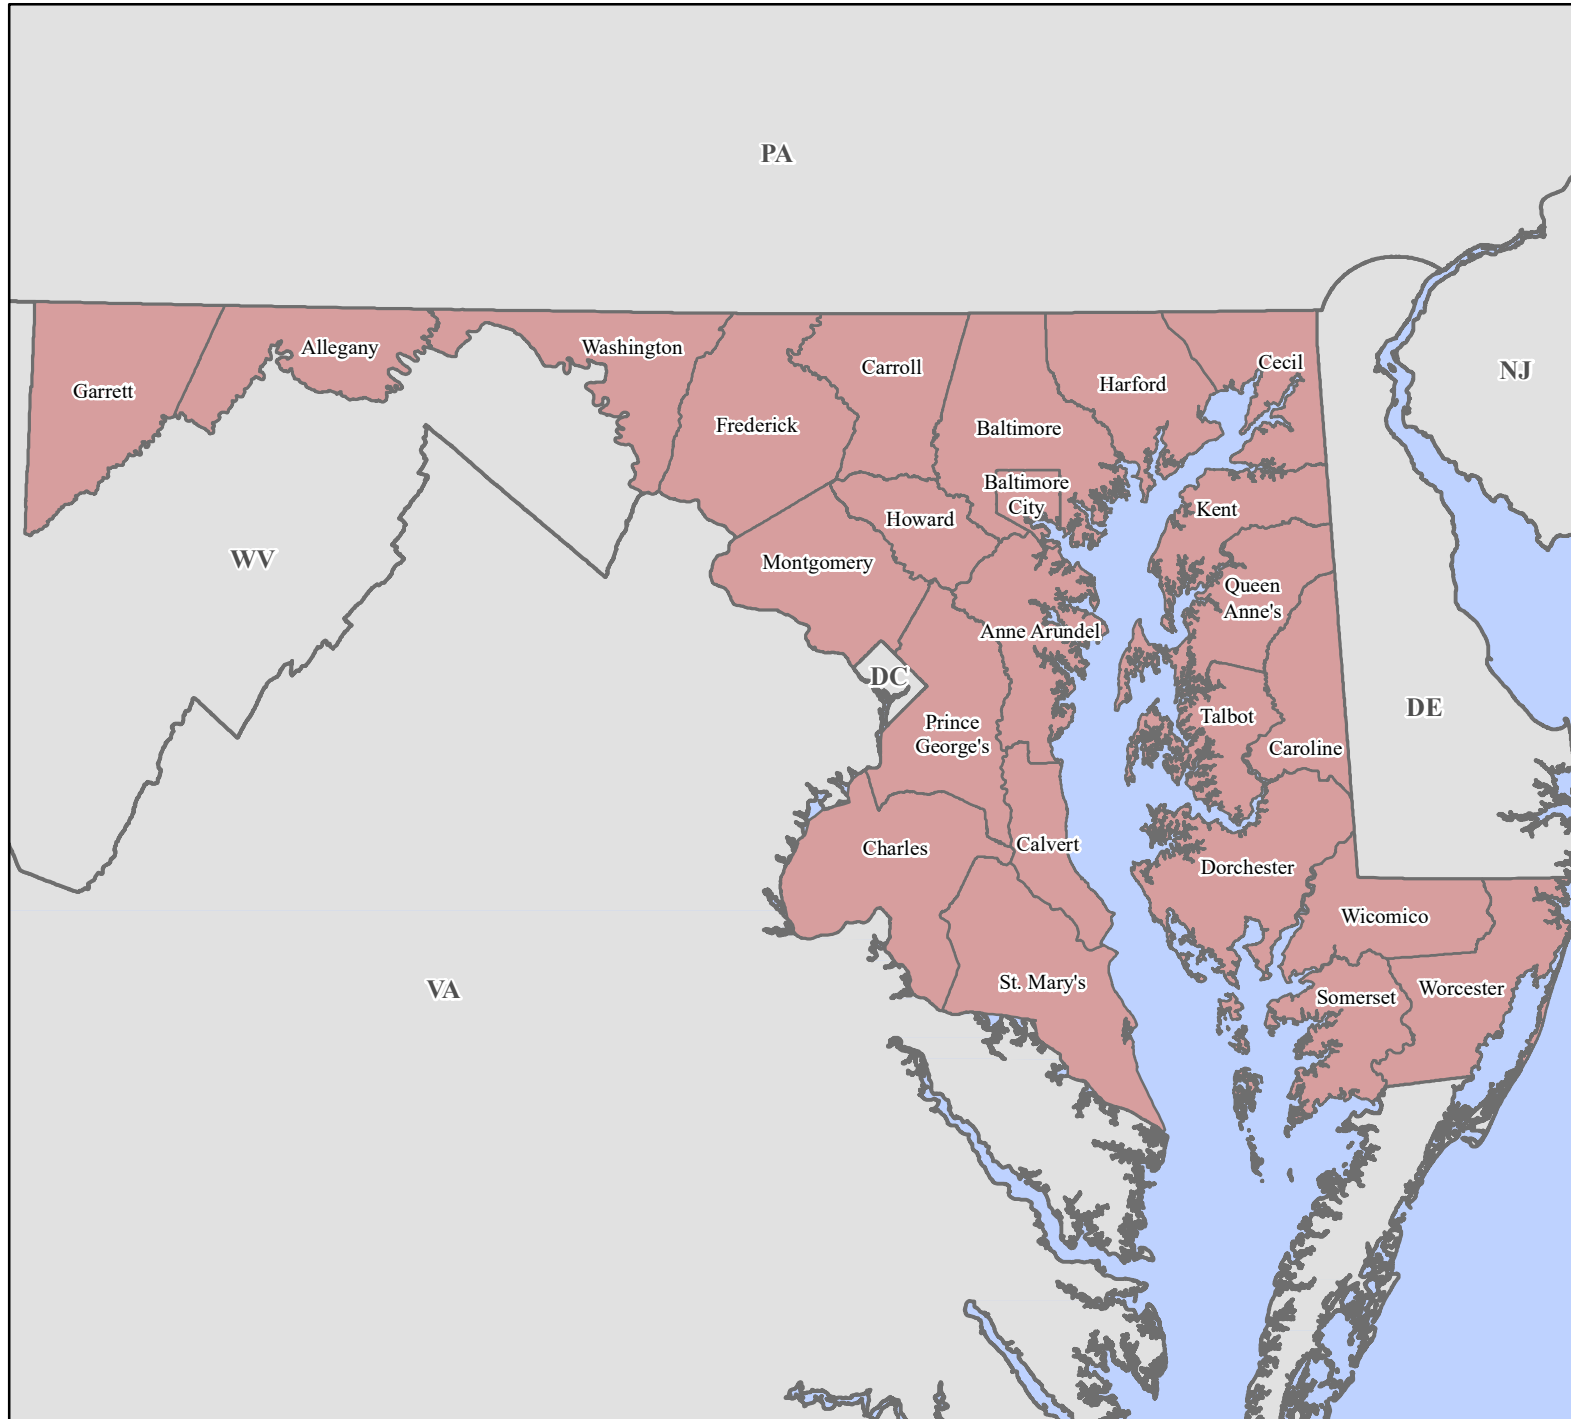 PA
Garrett
Allegany
Washington
Frederick
Carroll
Baltimore
Harford
Cecil
NJ
Baltimore
City
Howard
Kent
WV
Montgomery
Queen
Anne's
Anne Arundel
DC
Prince
George's
Talbot
Caroline
DE
Charles
Calvert
Dorchester
Wicomico
VA
St. Mary's
Somerset
Worcester